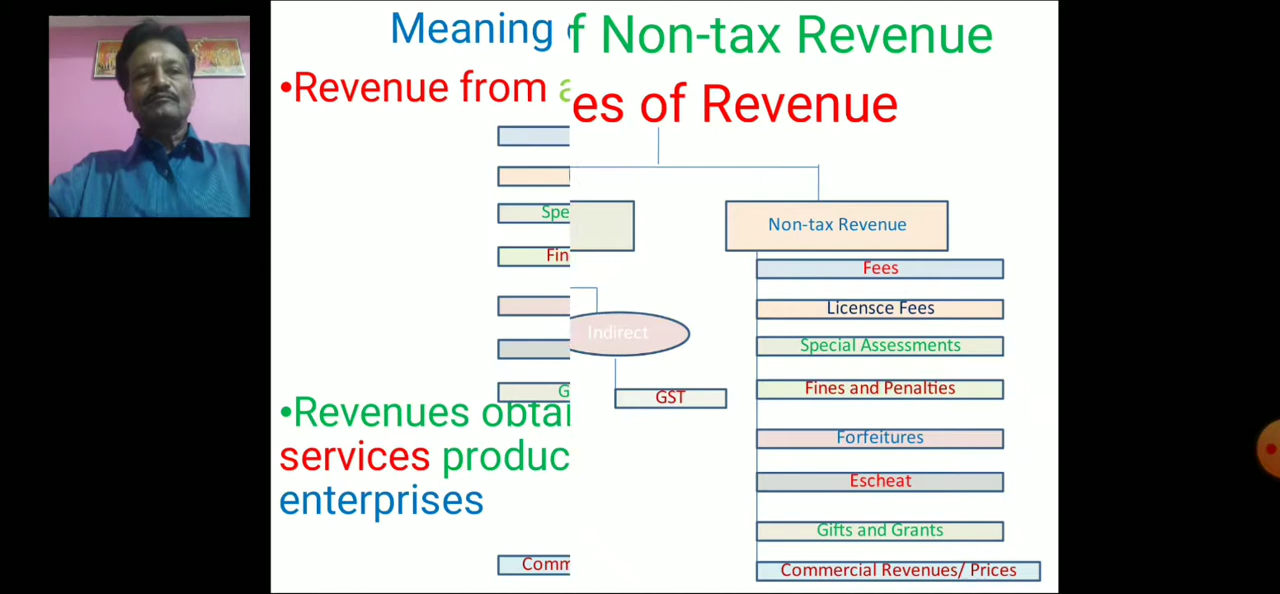 Meaning
f Non-tax Revenue
•Revenue from a
es of Revenue
Non-tax Revenue
Fees
Licensce Fees
Spe
Special Assessments
Fin
Fines and Penalties
Indirect
GST
Forfeitures
Escheat
G
Gifts and Grants
•Revenues obtai
services produc
enterprises
Comm
Commercial Revenues/ Prices